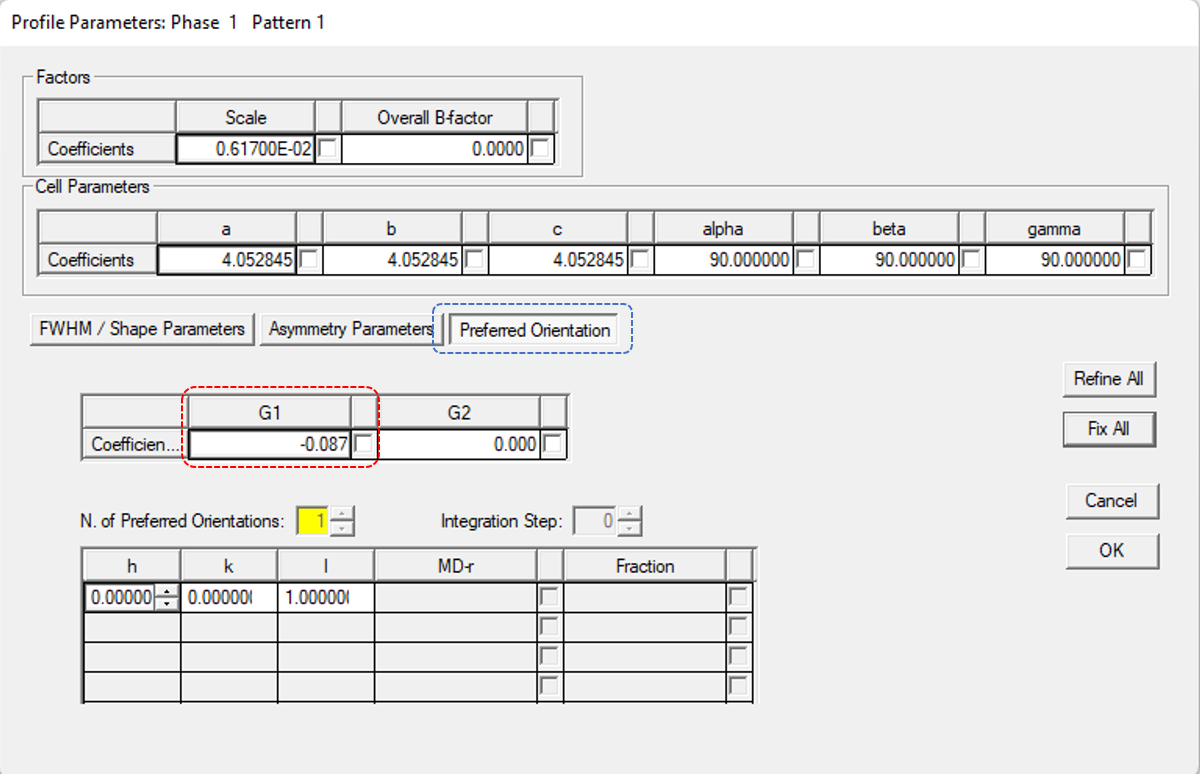 Profile Parameters: Phase 1 Pattern 1
Factors
Scale Overall B-factor
Coefficients 0.61700E-02 0.0000
Cell Parameters
a b c alpha beta gamma
Coefficients 4.052845 4.052845 4.052845 90.000000 90.000000 90.000000
FWHM / Shape Parameters Asymmetry Parameters Preferred Orientation
Refine All
G1 G2
Fix All
Coefficien... -0.087 0.000
Cancel
N. of Preferred Orientations: 1 Integration Step: 0
OK
h k l MD-r Fraction
0.00000 0.000000 1.000000